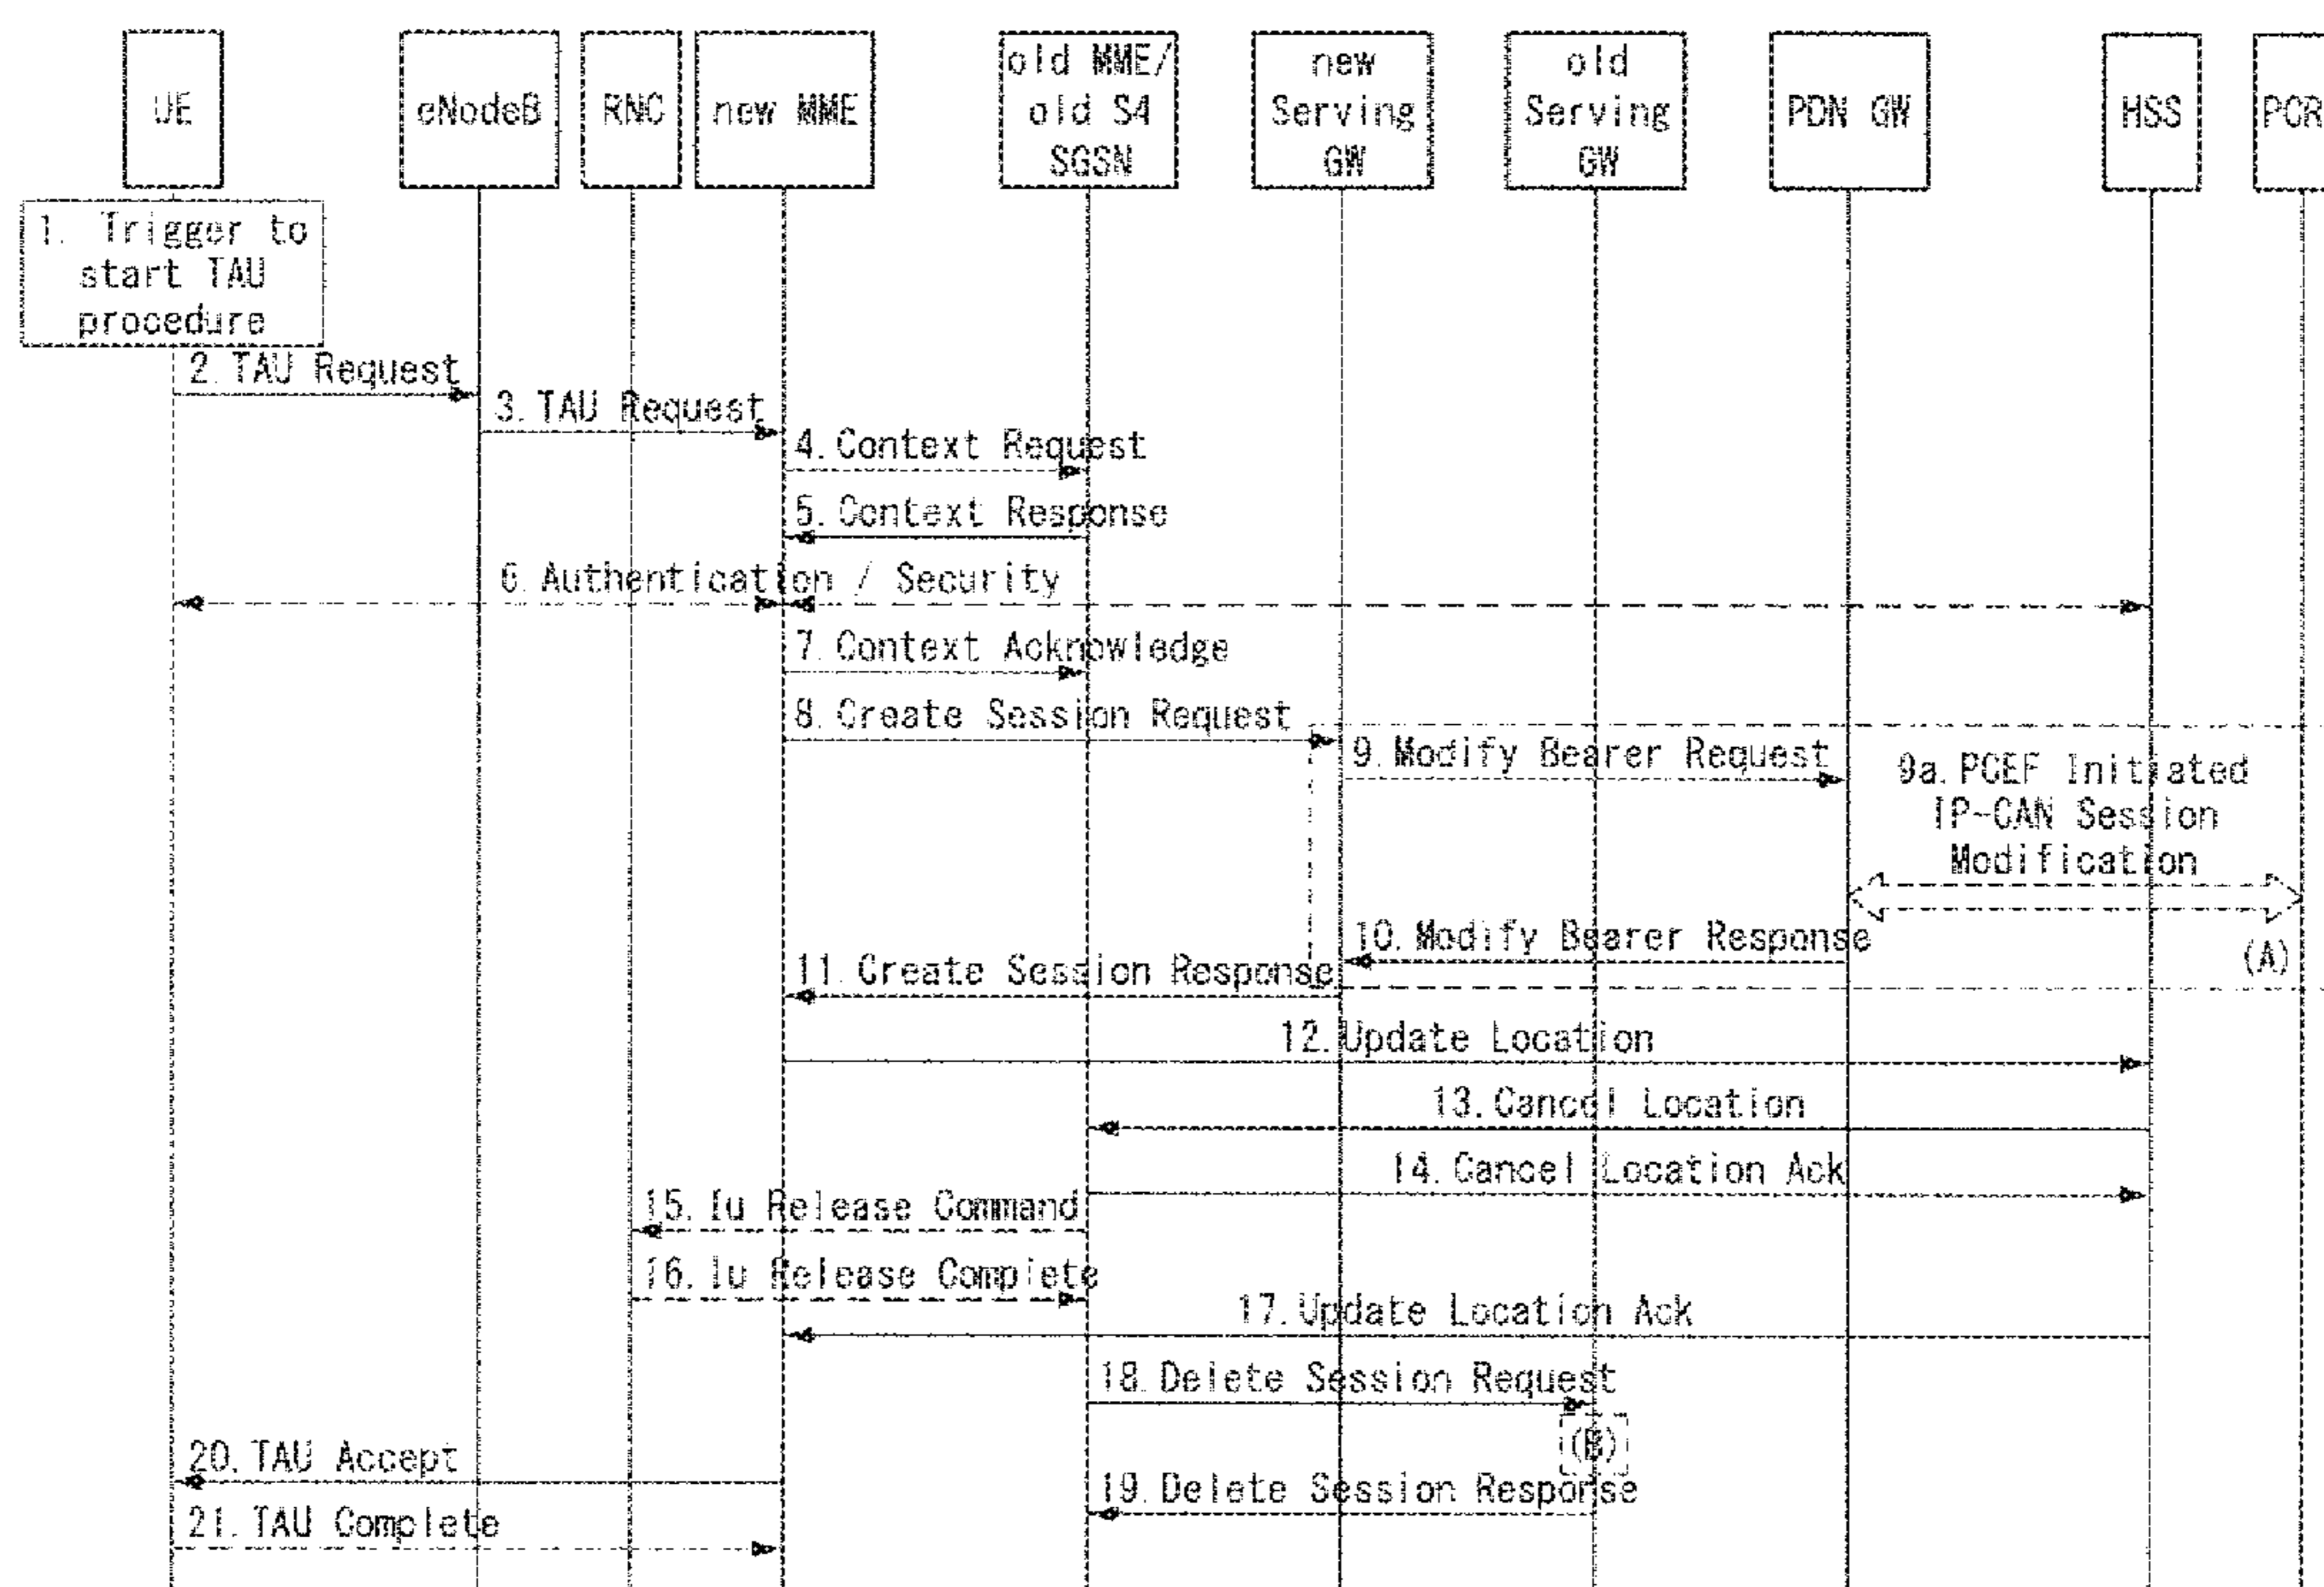 UE
eNodeB
RNC
new MME
old MME/
old S4
SGSN
new
Serving
GW
old
Serving
GW
PDN GW
HSS
PCR
1. Trigger to
start TAU
procedure
2. TAU Request
3. TAU Request
4. Context Request
5. Context Response
6. Authentication / Security
7. Context Acknowledge
8. Create Session Request
9. Modify Bearer Request
9a. PCEF Initiated
IP-CAN Session
Modification
10. Modify Bearer Response
(A)
11. Create Session Response
12. Update Location
13. Cancel Location
14. Cancel Location Ack
15. Iu Release Command
16. Iu Release Complete
17. Update Location Ack
18. Delete Session Request
(B)
20. TAU Accept
19. Delete Session Response
21. TAU Complete